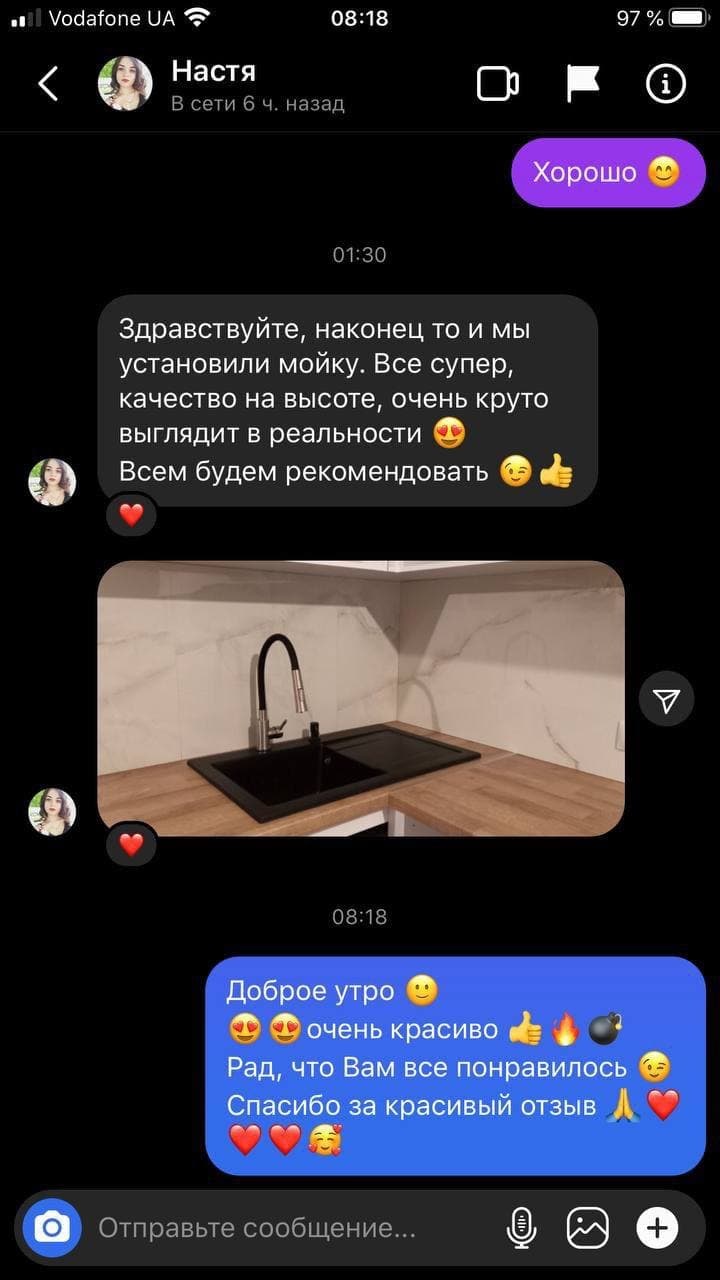 Vodafone UA 08:18 97 %
Настя
В сети 6 ч. назад
Хорошо 😊
01:30
Здравствуйте, наконец то и мы
установили мойку. Все супер,
качество на высоте, очень круто
выглядит в реальности 😍
Всем будем рекомендовать 😉👍
❤️
❤️
08:18
Доброе утро 🙂
😍😍очень красиво👍🔥💣
Рад, что Вам все понравилось 😉
Спасибо за красивый отзыв🙏❤️
❤️❤️🥰
Отправьте сообщение...